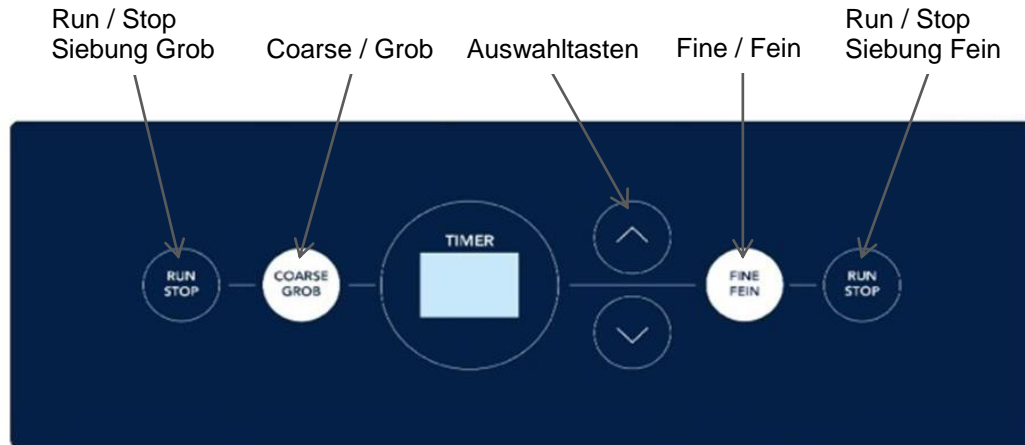 Run / Stop
Siebung Grob
Coarse / Grob
Auswahltasten
Fine / Fein
Run / Stop
Siebung Fein
RUN
STOP
COARSE
GROB
TIMER
FINE
FEIN
RUN
STOP